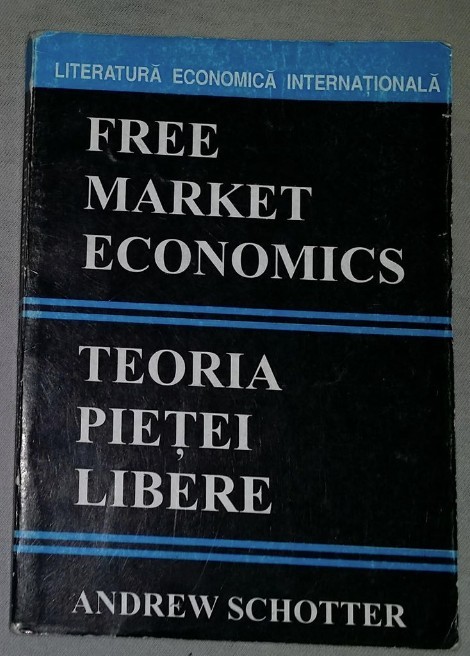 LITERATURĂ ECONOMICĂ INTERNAȚIONALĂ
FREE
MARKET
ECONOMICS
TEORIA
PIEȚEI
LIBERE
ANDREW SCHOTTER